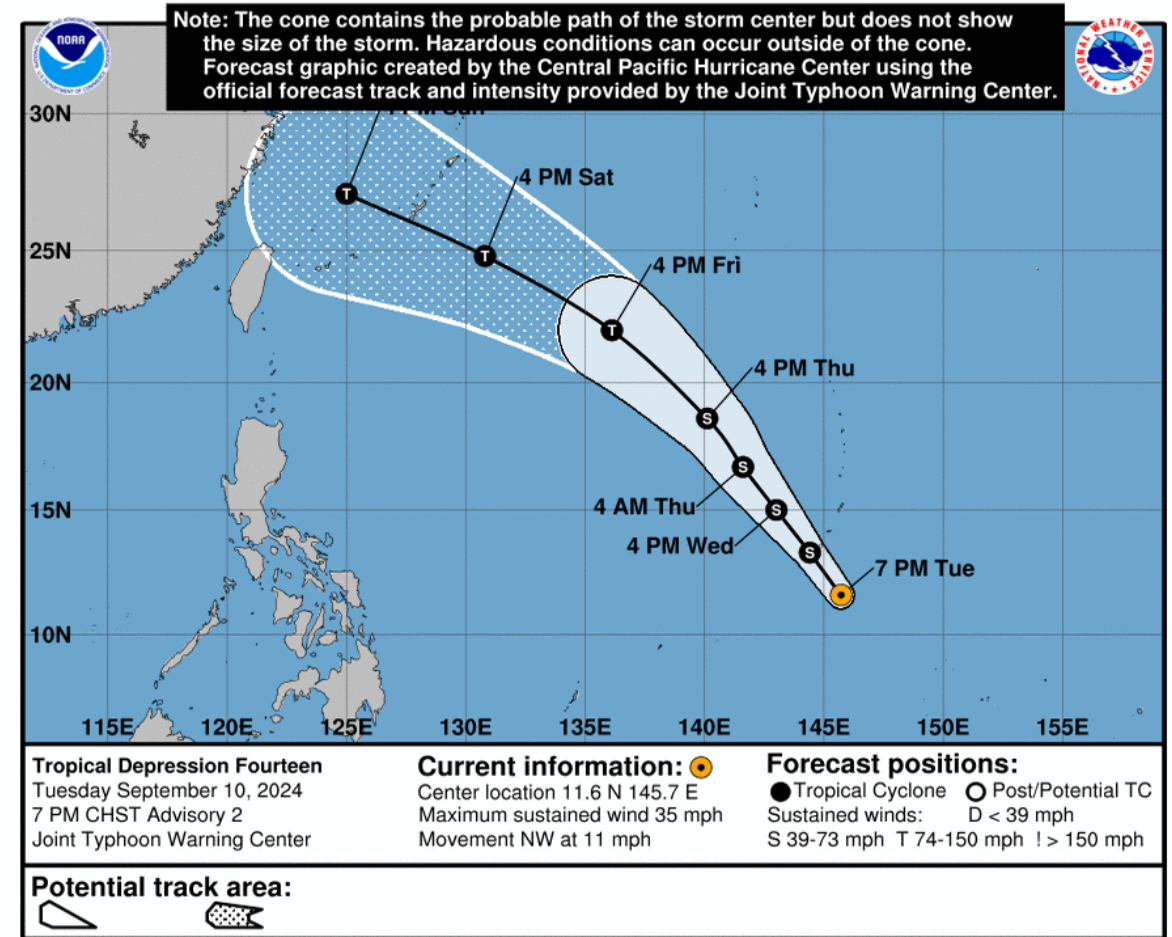 Note: The cone contains the probable path of the storm center but does not show
the size of the storm. Hazardous conditions can occur outside of the cone.
Forecast graphic created by the Central Pacific Hurricane Center using the
official forecast track and intensity provided by the Joint Typhoon Warning Center.
NOAA
NATIONAL WEATHER SERVICE
30N
4 PM Sat
T
25N
T
4 PM Fri
T
20N
4 PM Thu
S
S
4 AM Thu
15N
S
4 PM Wed
S
7 PM Tue
10N
115E 120E 125E 130E 135E 140E 145E 150E 155E
Tropical Depression Fourteen
Tuesday September 10, 2024
7 PM CHST Advisory 2
Joint Typhoon Warning Center
Current information:
Center location 11.6 N 145.7 E
Maximum sustained wind 35 mph
Movement NW at 11 mph
Forecast positions:
Tropical Cyclone Post/Potential TC
Sustained winds: D < 39 mph
S 39-73 mph T 74-150 mph ! > 150 mph
Potential track area: